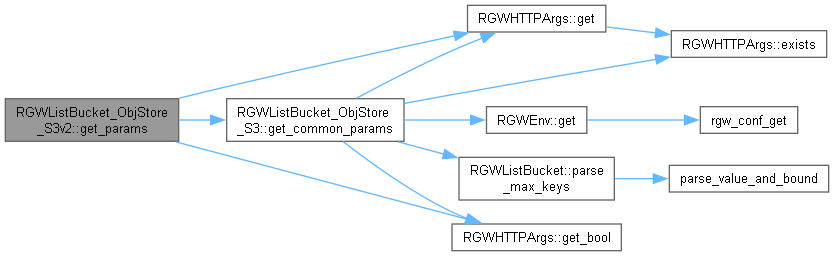 RGWListBucket_ObjStore
_S3v2::get_params
RGWListBucket_ObjStore
_S3::get_common_params
RGWHTTPArgs::get
RGWHTTPArgs::exists
RGWEnv::get
rgw_conf_get
RGWListBucket::parse
_max_keys
parse_value_and_bound
RGWHTTPArgs::get_bool